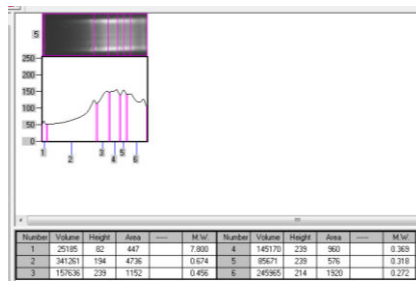 5
250
200
150
100
50
0
1 2 3 4 5 6
Number Volume Height Area ---- M.W. Number Volume Height Area ---- M.W.
1 25185 82 447 7.800 4 145170 239 960 0.369
2 341261 194 4736 0.674 5 85671 239 576 0.318
3 157636 239 1152 0.456 6 245965 214 1920 0.272